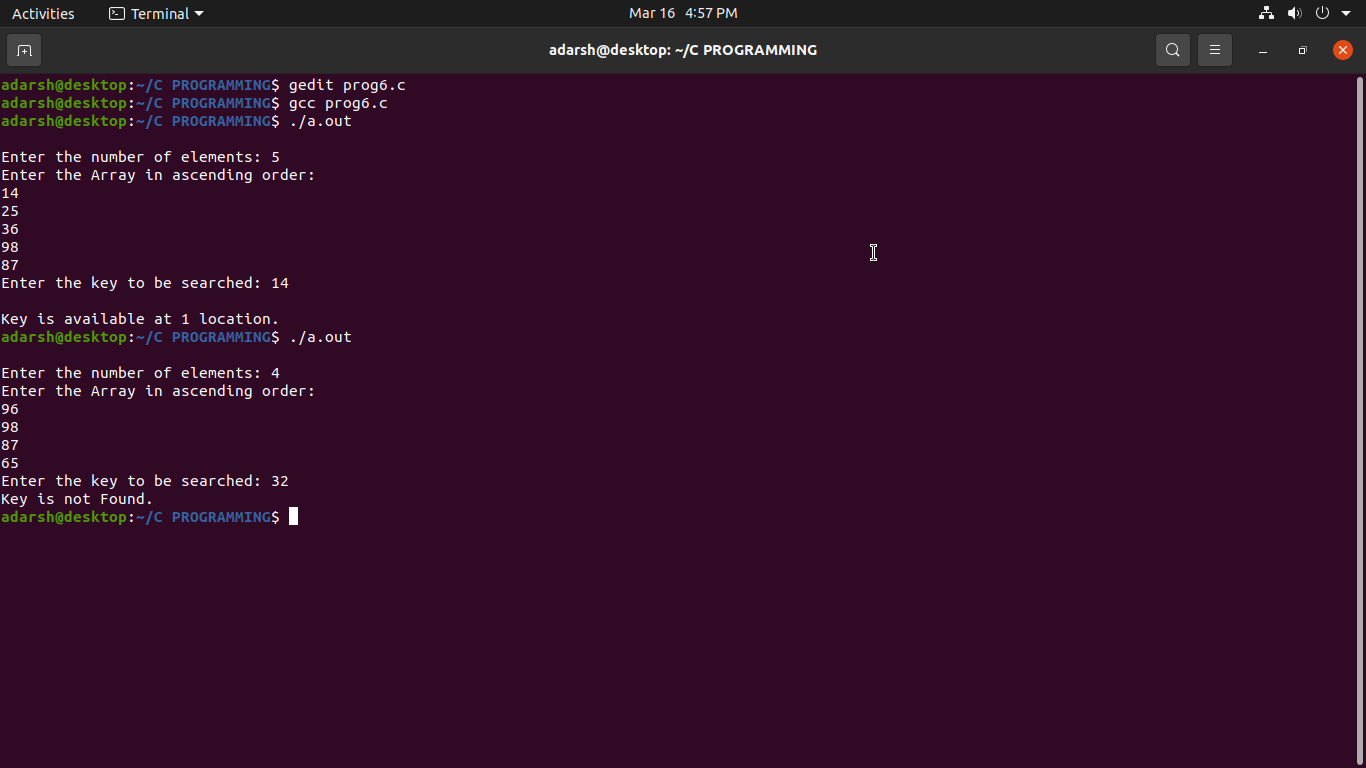 Activities Terminal Mar 16 4:57 PM
adarsh@desktop: ~/C PROGRAMMING
adarsh@desktop:~/C PROGRAMMING$ gedit prog6.c
adarsh@desktop:~/C PROGRAMMING$ gcc prog6.c
adarsh@desktop:~/C PROGRAMMING$ ./a.out
Enter the number of elements: 5
Enter the Array in ascending order:
14
25
36
98
87
Enter the key to be searched: 14
Key is available at 1 location.
adarsh@desktop:~/C PROGRAMMING$ ./a.out
Enter the number of elements: 4
Enter the Array in ascending order:
96
98
87
65
Enter the key to be searched: 32
Key is not Found.
adarsh@desktop:~/C PROGRAMMING$